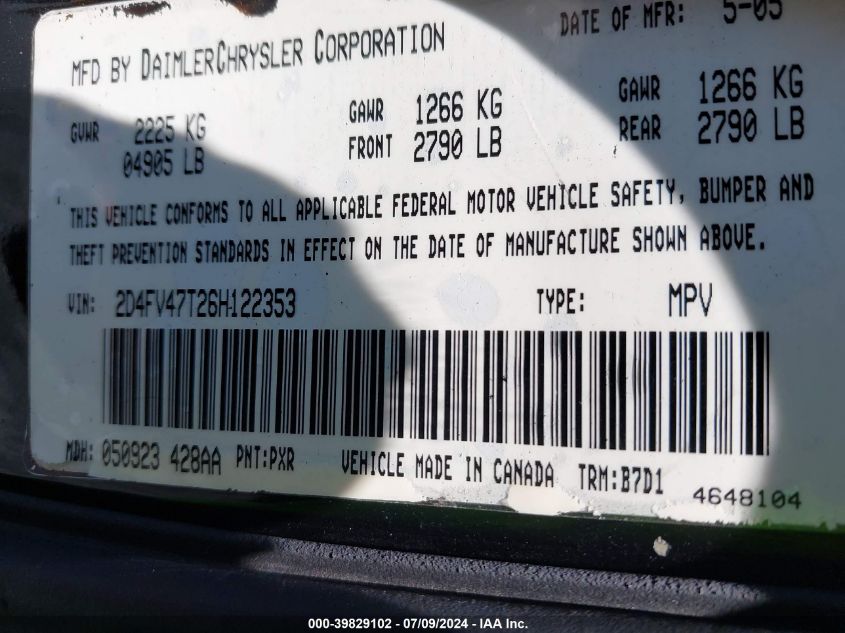 MFD BY DAIMLERCHRYSLER CORPORATION DATE OF MFR: 5-05
GVWR 2225 KG GAWR 1266 KG GAWR 1266 KG
04905 LB FRONT 2790 LB REAR 2790 LB
THIS VEHICLE CONFORMS TO ALL APPLICABLE FEDERAL MOTOR VEHICLE SAFETY, BUMPER AND
THEFT PREVENTION STANDARDS IN EFFECT ON THE DATE OF MANUFACTURE SHOWN ABOVE.
VIN: 2D4FV47T26H122353 TYPE: MPV
MDH: 050923 428AA PNT:PXR VEHICLE MADE IN CANADA TRM:B7D1
4648104
000-39829102 - 07/09/2024 - IAA Inc.